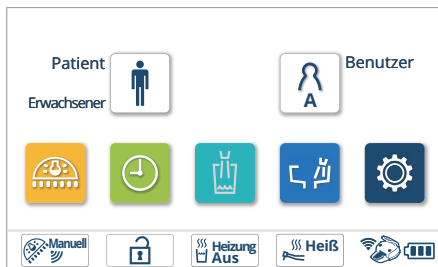 Patient
Benutzer
Erwachsener
A
Manuell
Heizung
Aus
Heiß